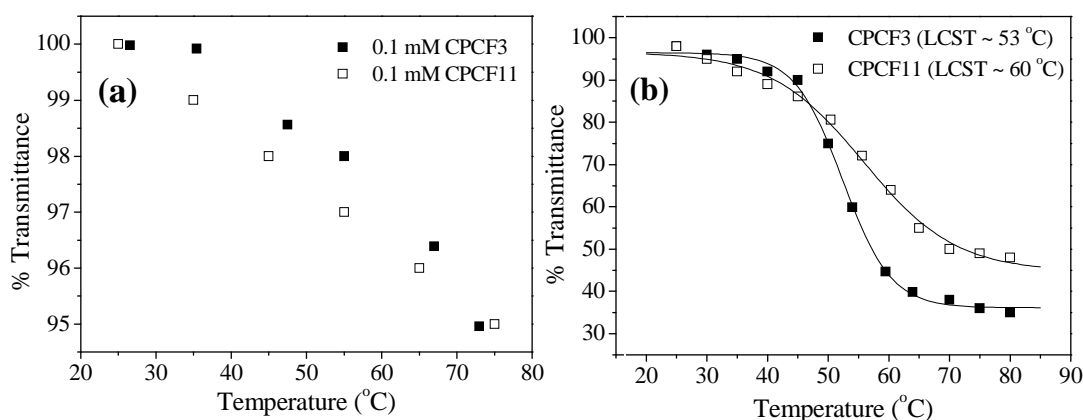 (a)
0.1 mM CPCF3
0.1 mM CPCF11
% Transmittance
100
99
98
97
96
95
20 30 40 50 60 70 80
Temperature (°C)
(b)
CPCF3 (LCST ~ 53 °C)
CPCF11 (LCST ~ 60 °C)
% Transmittance
100
90
80
70
60
50
40
30
20 30 40 50 60 70 80 90
Temperature (°C)